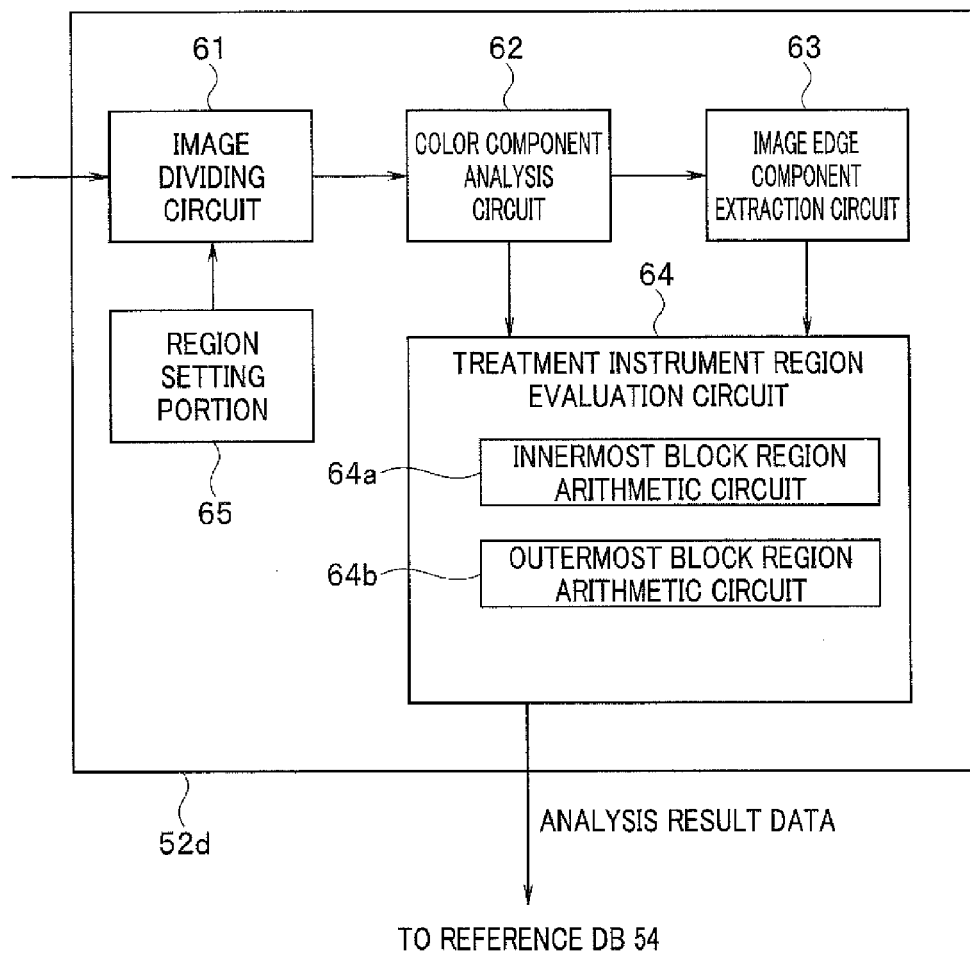 61
62
63
IMAGE
DIVIDING
CIRCUIT
COLOR COMPONENT
ANALYSIS
CIRCUIT
IMAGE EDGE
COMPONENT
EXTRACTION CIRCUIT
64
REGION
SETTING
PORTION
65
TREATMENT INSTRUMENT REGION
EVALUATION CIRCUIT
64a
INNERMOST BLOCK REGION
ARITHMETIC CIRCUIT
64b
OUTERMOST BLOCK REGION
ARITHMETIC CIRCUIT
52d
ANALYSIS RESULT DATA
TO REFERENCE DB 54